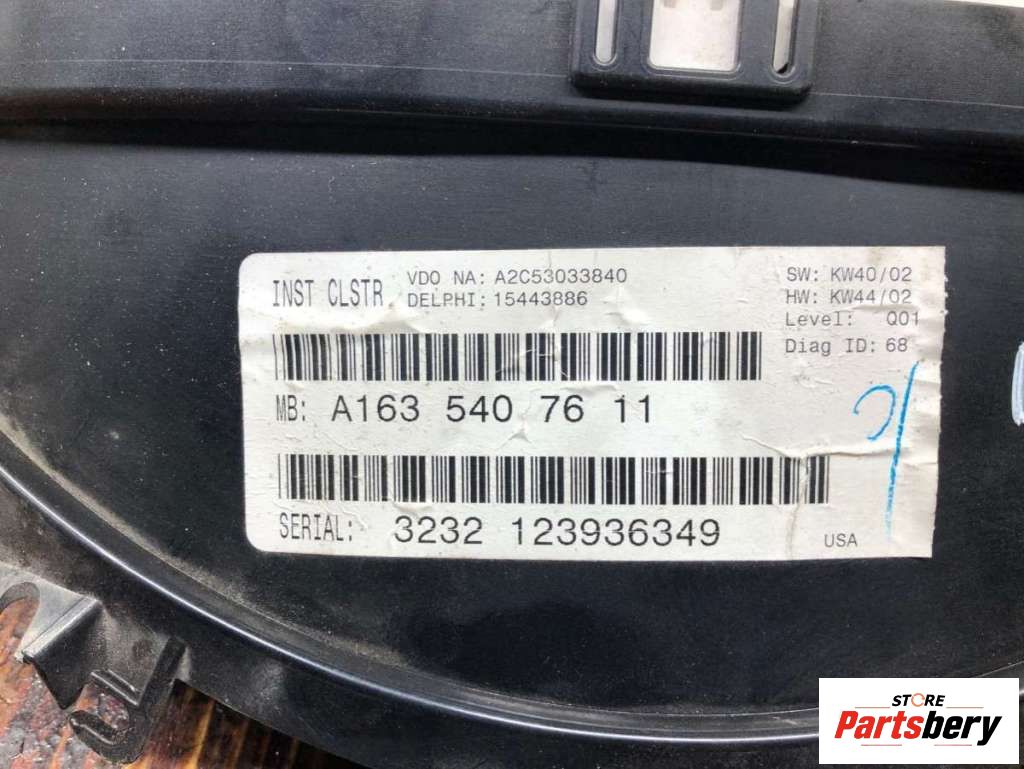 INST CLSTR.
VDO NA: A2C53033840
DELPHI: 15443886
SW: KW40/02
HW: KW44/02
Level: Q01
Diag ID: 68
MB: A163 540 76 11
SERIAL: 3232 123936349
USA
STORE
Partsbery